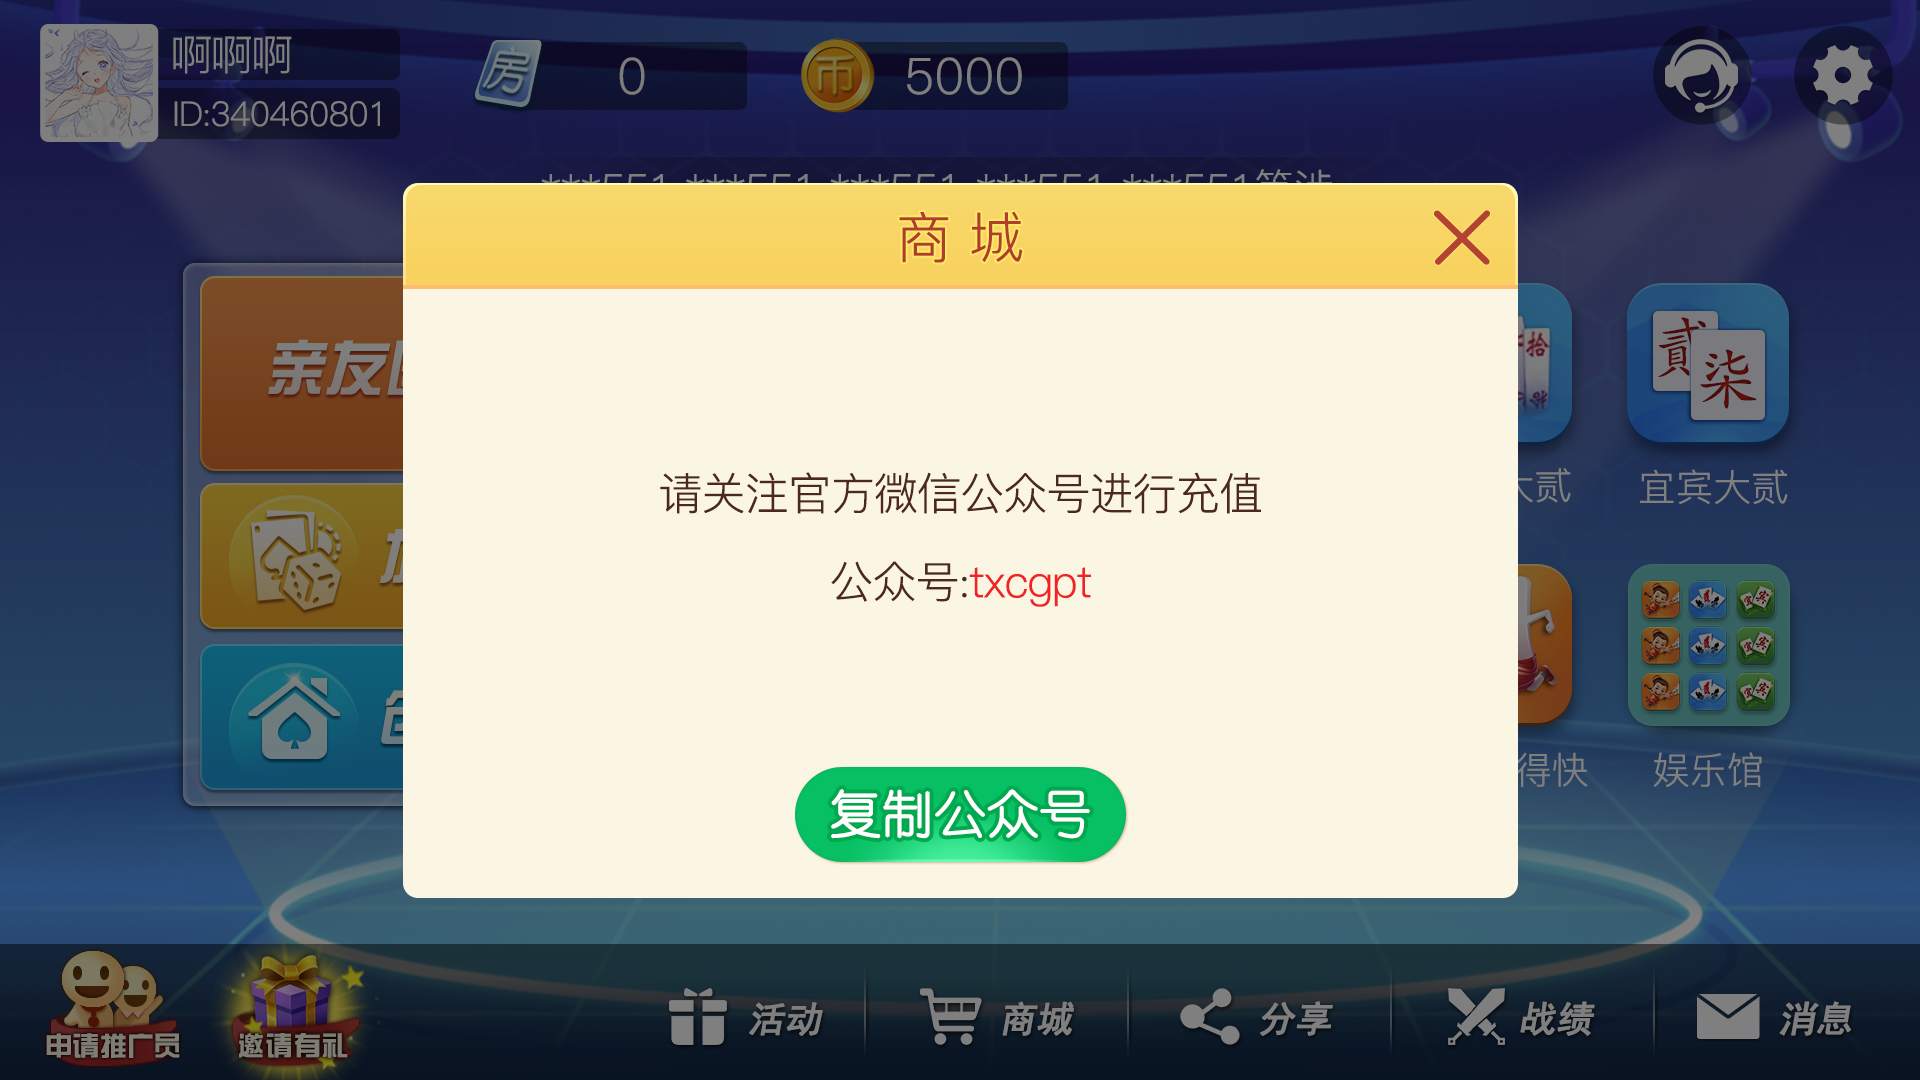 啊啊啊
ID:340460801
房
0
币
5000
商城
请关注官方微信公众号进行充值
公众号:txcgpt
复制公众号
亲友
拾
贰
柒
大贰
宜宾大贰
得快
娱乐馆
申请推广员
邀请有礼
活动
商城
分享
战绩
消息